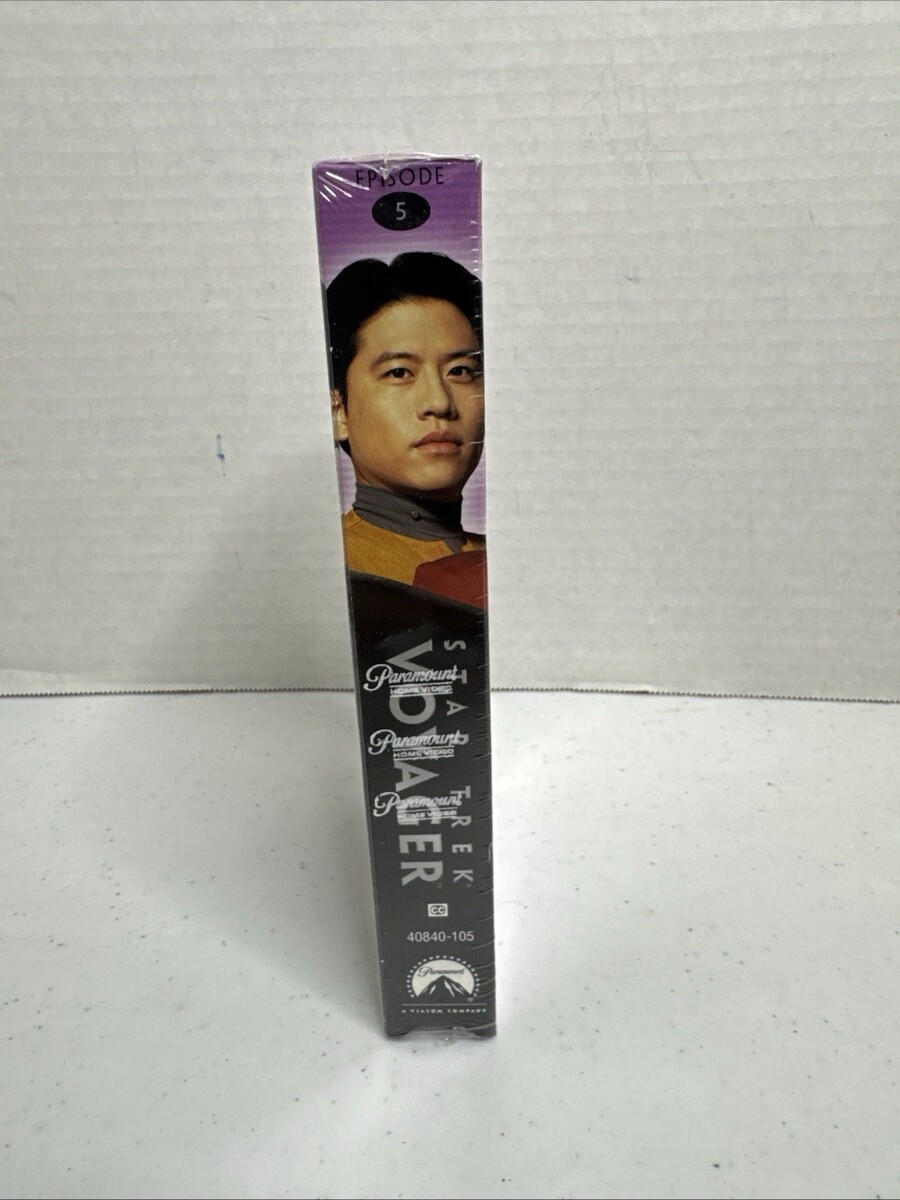 EPISODE
5
STAR TREK
VOYAGER
Paramount
HOME VIDEO
Paramount
HOME VIDEO
Paramount
HOME VIDEO
CC
40840-105
Paramount
A VIACOM COMPANY